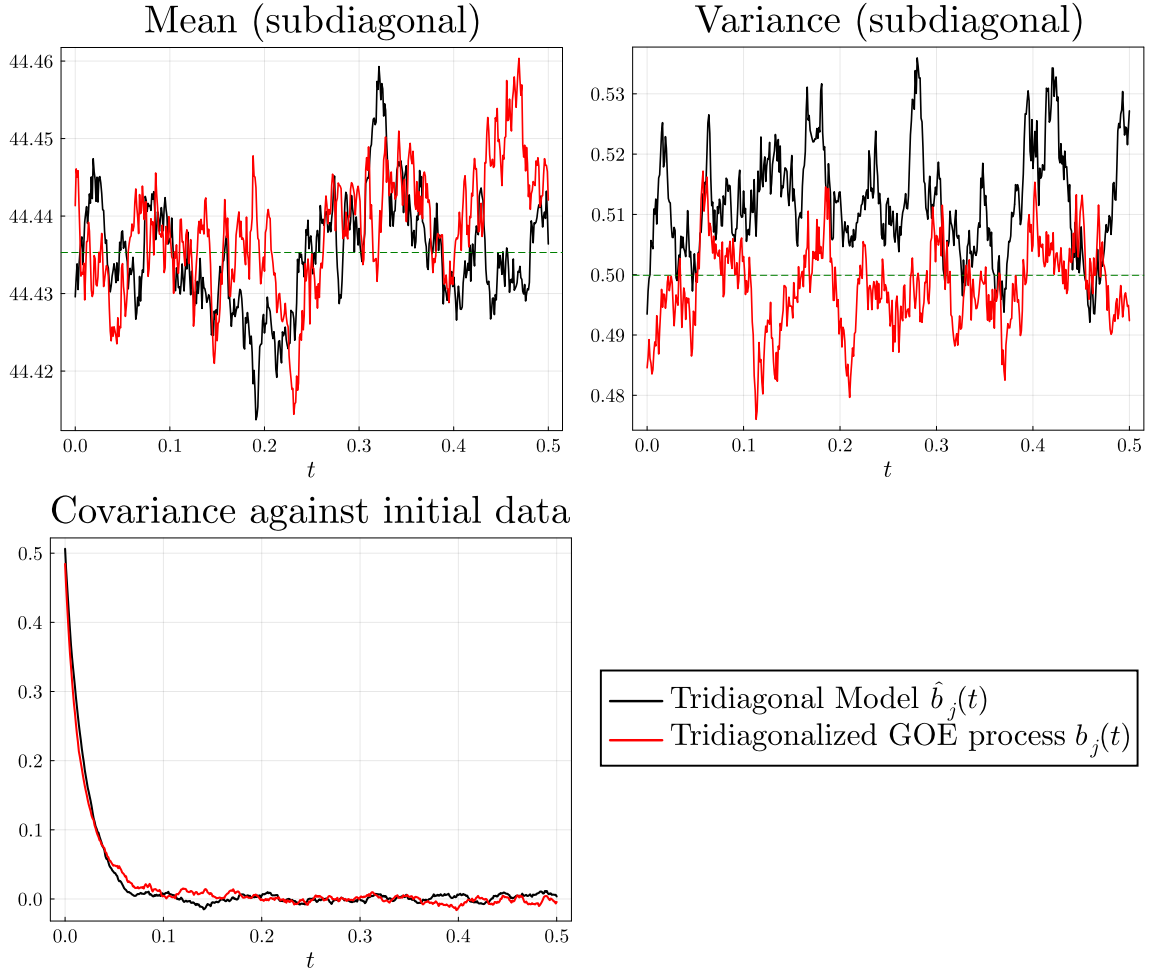 Mean (subdiagonal)
44.46
44.45
44.44
44.43
44.42
0.0 0.1 0.2 0.3 0.4 0.5
t
Variance (subdiagonal)
0.53
0.52
0.51
0.50
0.49
0.48
0.0 0.1 0.2 0.3 0.4 0.5
t
Covariance against initial data
0.5
0.4
0.3
0.2
0.1
0.0
0.0 0.1 0.2 0.3 0.4 0.5
t
Tridiagonal Model b̂_j(t)
Tridiagonalized GOE process b_j(t)